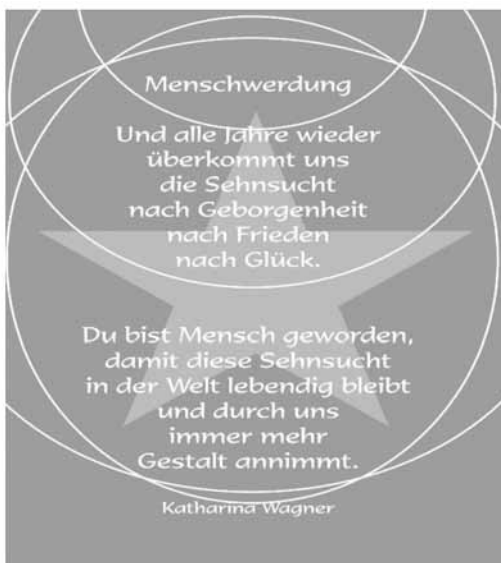 Menschwerdung
Und alle Jahre wieder
überkommt uns
die Sehnsucht
nach Geborgenheit
nach Frieden
nach Glück.
Du bist Mensch geworden,
damit diese Sehnsucht
in der Welt lebendig bleibt
und durch uns
immer mehr
Gestalt annimmt.
Katharina Wagner